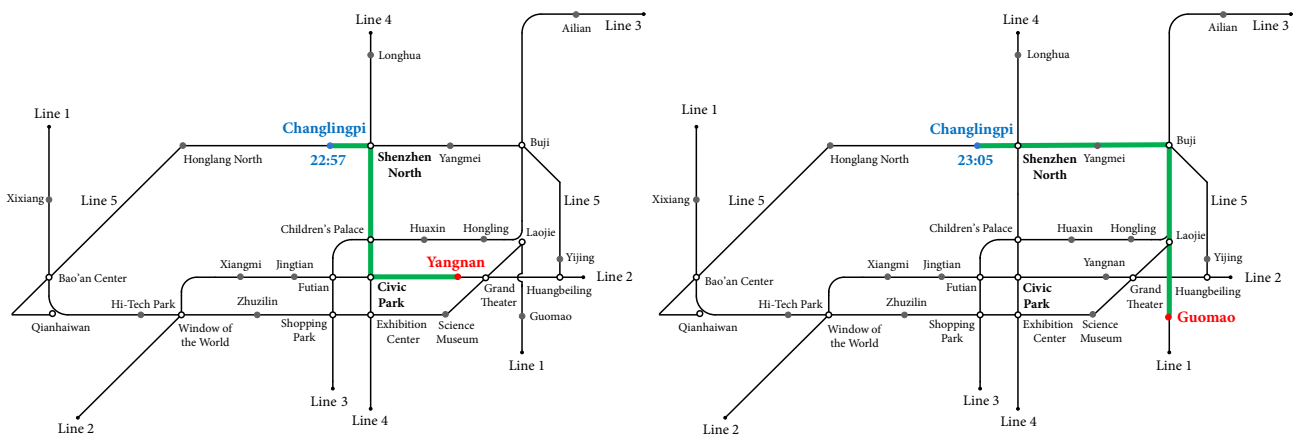 Line 4
Ailian
Line 3
Longhua
Line 1
Changlingpi
22:57
Honglang North
Shenzhen
North
Yangmei
Buji
Xixiang
Line 5
Line 5
Children's Palace
Huaxin
Hongling
Laojie
Xiangmi
Jingtian
Yangnan
Yijing
Bao'an Center
Futian
Civic
Park
Grand
Theater
Huangbeiling
Line 2
Hi-Tech Park
Zhuzilin
Qianhaiwan
Window of
the World
Shopping
Park
Exhibition
Center
Science
Museum
Guomao
Line 1
Line 3
Line 4
Line 2
Line 4
Ailian
Line 3
Longhua
Line 1
Changlingpi
23:05
Honglang North
Shenzhen
North
Yangmei
Buji
Xixiang
Line 5
Line 5
Children's Palace
Huaxin
Hongling
Laojie
Xiangmi
Jingtian
Yangnan
Yijing
Bao'an Center
Futian
Civic
Park
Grand
Theater
Huangbeiling
Line 2
Hi-Tech Park
Zhuzilin
Qianhaiwan
Window of
the World
Shopping
Park
Exhibition
Center
Science
Museum
Guomao
Line 1
Line 3
Line 4
Line 2